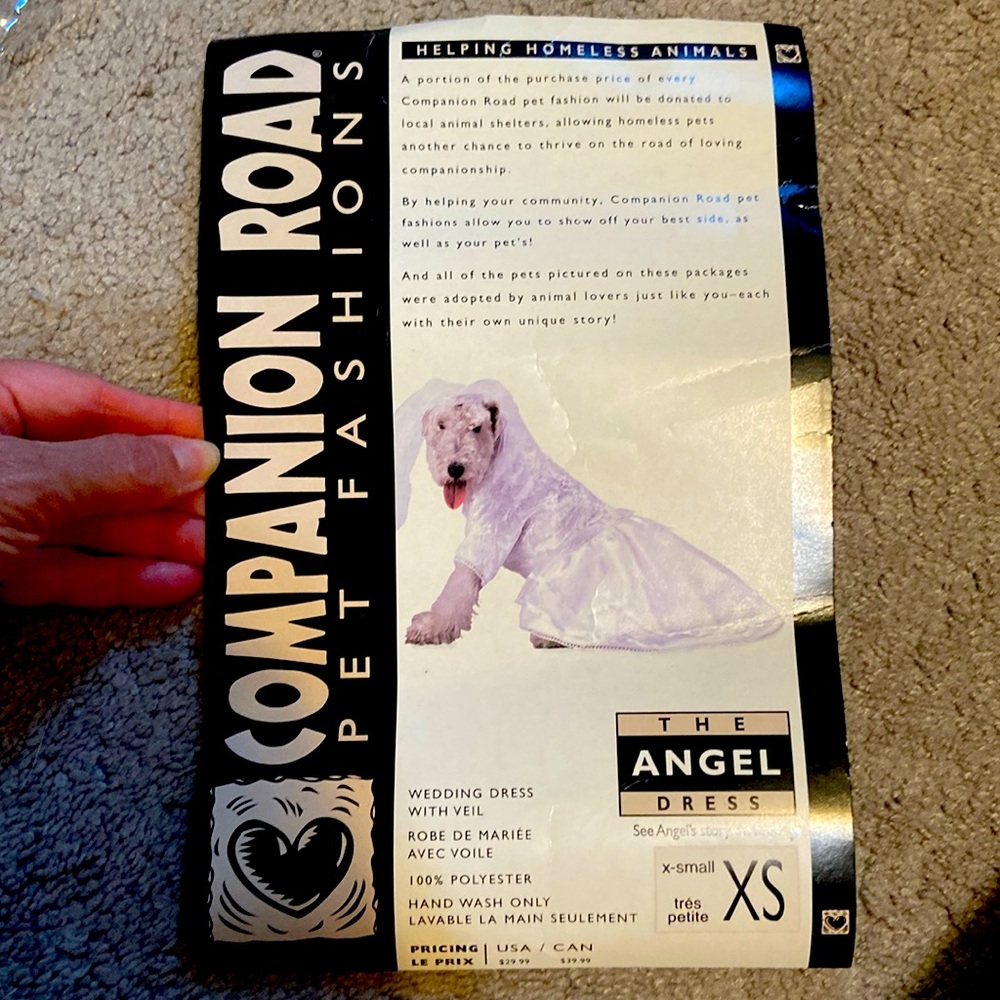 COMPANION ROAD®
PET FASHIONS
HELPING HOMELESS ANIMALS
A portion of the purchase price of every
Companion Road pet fashion will be donated to
local animal shelters, allowing homeless pets
another chance to thrive on the road of loving
companionship.
By helping your community, Companion Road pet
fashions allow you to show off your best side, as
well as your pet's!
And all of the pets pictured on these packages
were adopted by animal lovers just like you–each
with their own unique story!
THE
ANGEL
DRESS
See Angel's story
WEDDING DRESS
WITH VEIL
ROBE DE MARIÉE
AVEC VOILE
100% POLYESTER
HAND WASH ONLY
LAVABLE LA MAIN SEULEMENT
x-small
trés
petite
XS
PRICING USA / CAN
LE PRIX $29.99 $39.99